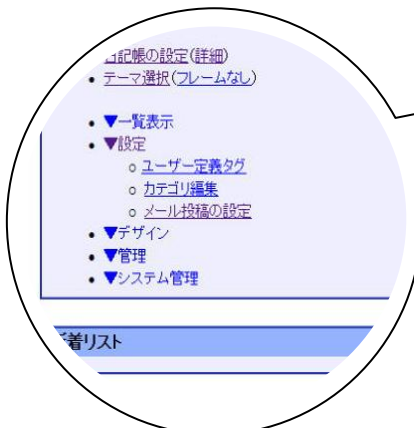 日記帳の設定(詳細)
テーマ選択(フレームなし)
▼一覧表示
▼設定
ユーザー定義タグ
カテゴリ編集
メール投稿の設定
▼デザイン
▼管理
▼システム管理
新着リスト